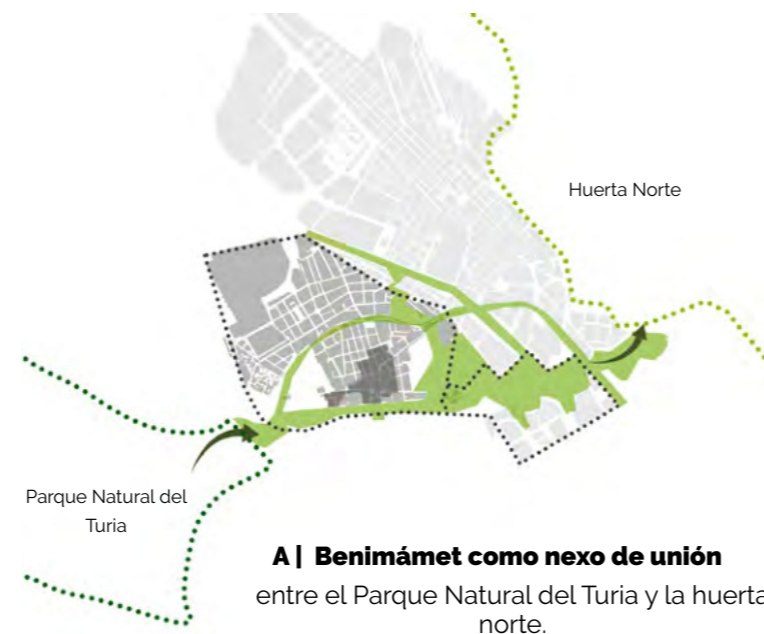 Huerta Norte
Parque Natural del
Turia
A | Benimámet como nexo de unión
entre el Parque Natural del Turia y la huerta
norte.